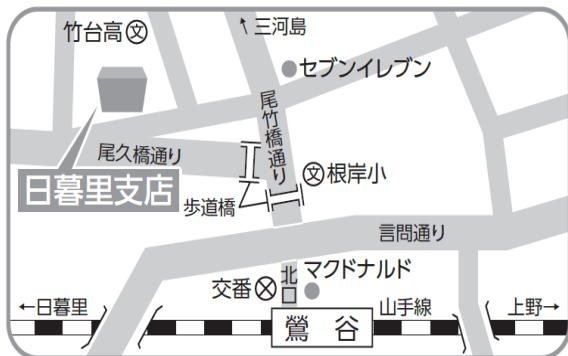 竹台高
文
↑三河島
セブンイレブン
尾竹橋通り
尾久橋通り
日暮里支店
文
根岸小
歩道橋
言問通り
北口
マクドナルド
交番
←日暮里
山手線
上野→
鶯谷